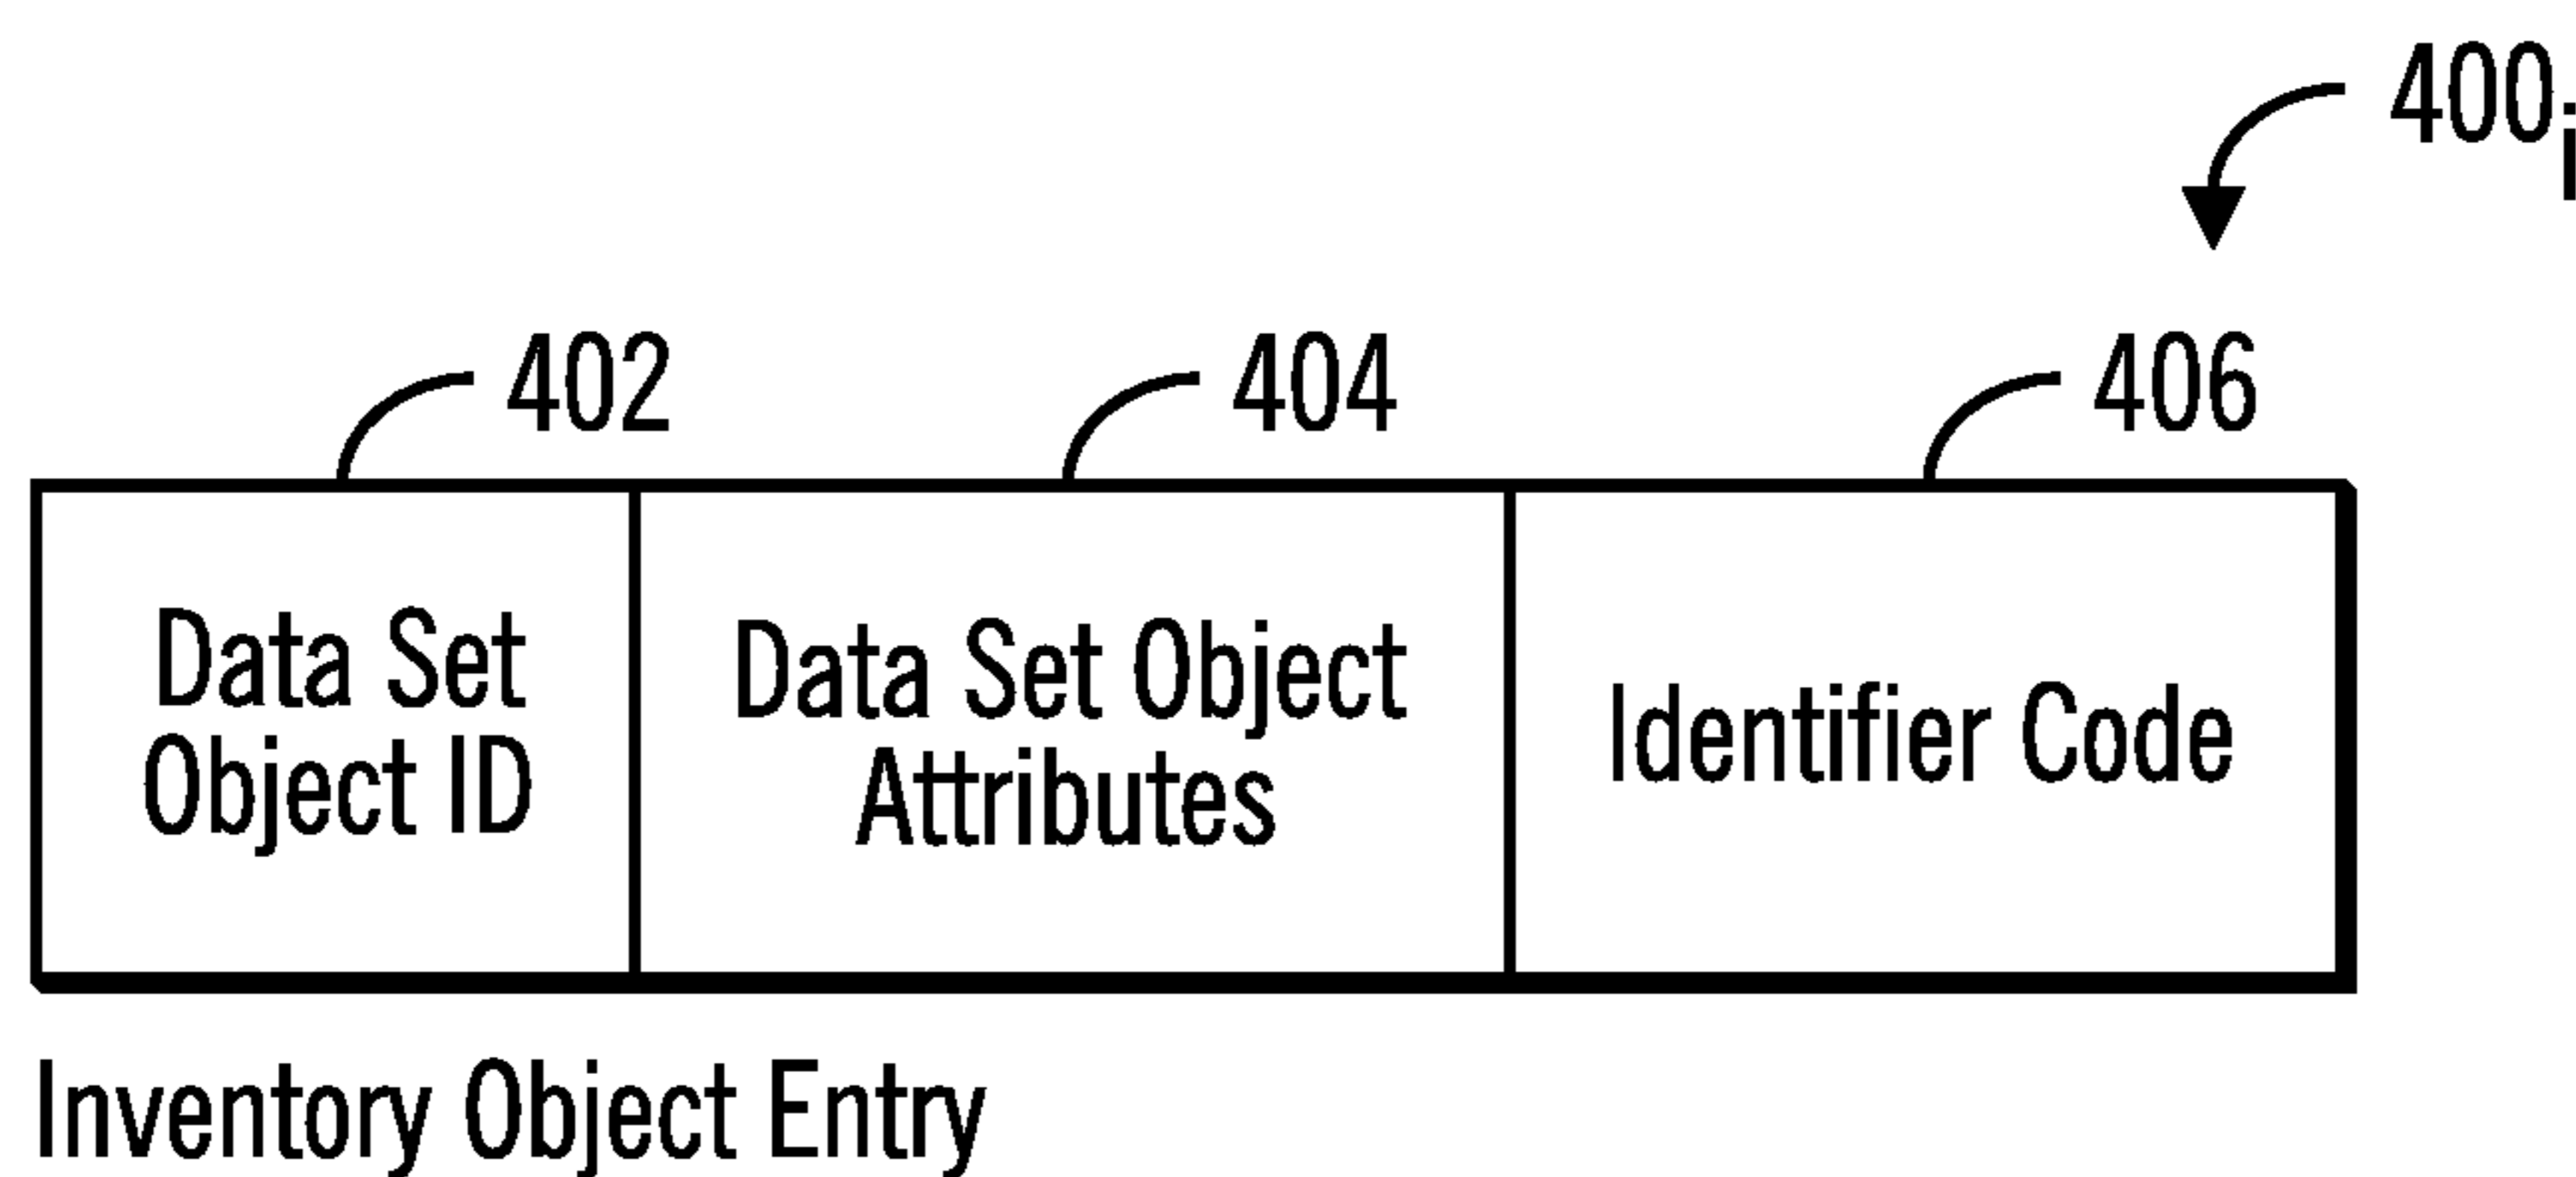 400i
402
404
406
Data Set
Object ID
Data Set Object
Attributes
Identifier Code
Inventory Object Entry